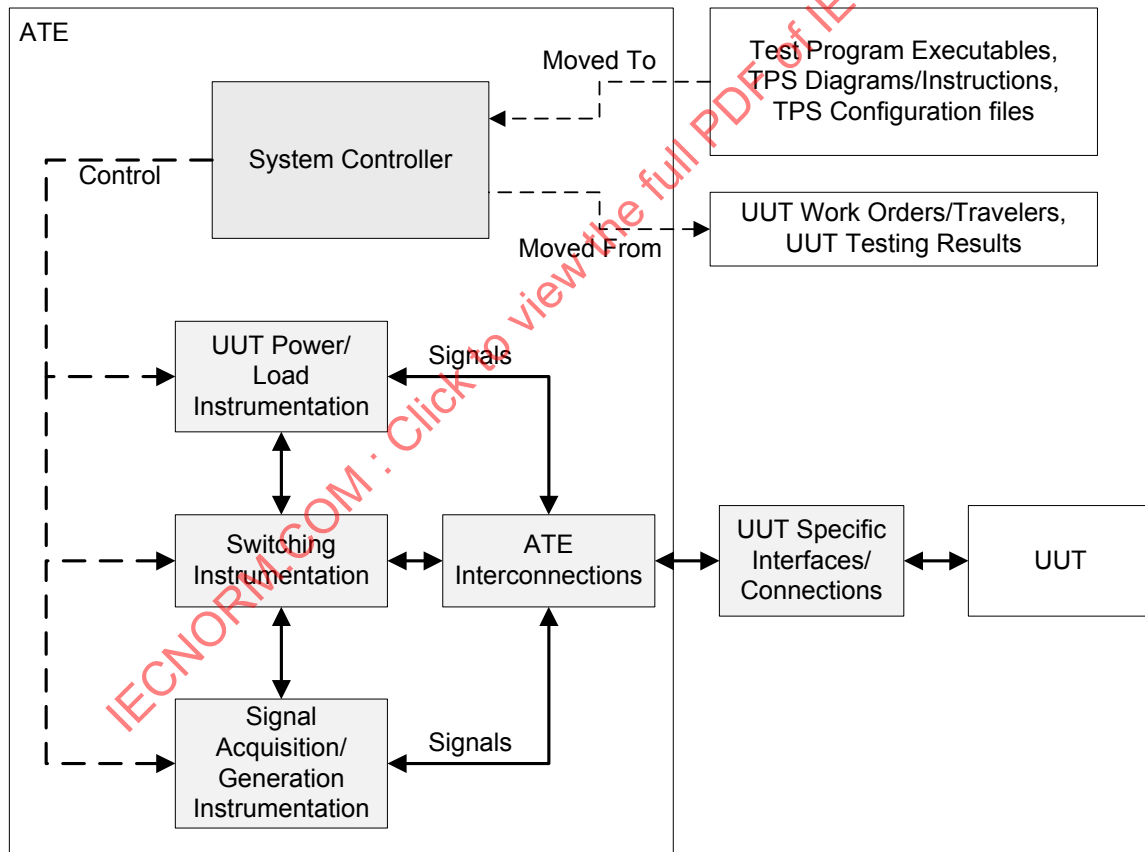 ATE
Test Program Executables,
TPS Diagrams/Instructions,
TPS Configuration files
Moved To
System Controller
Control
UUT Work Orders/Travelers,
UUT Testing Results
Moved From
UUT Power/
Load
Instrumentation
Signals
Switching
Instrumentation
ATE
Interconnections
UUT Specific
Interfaces/
Connections
UUT
Signal
Acquisition/
Generation
Instrumentation
Signals
IECNORM.COM : Click to view the full PDF of IE